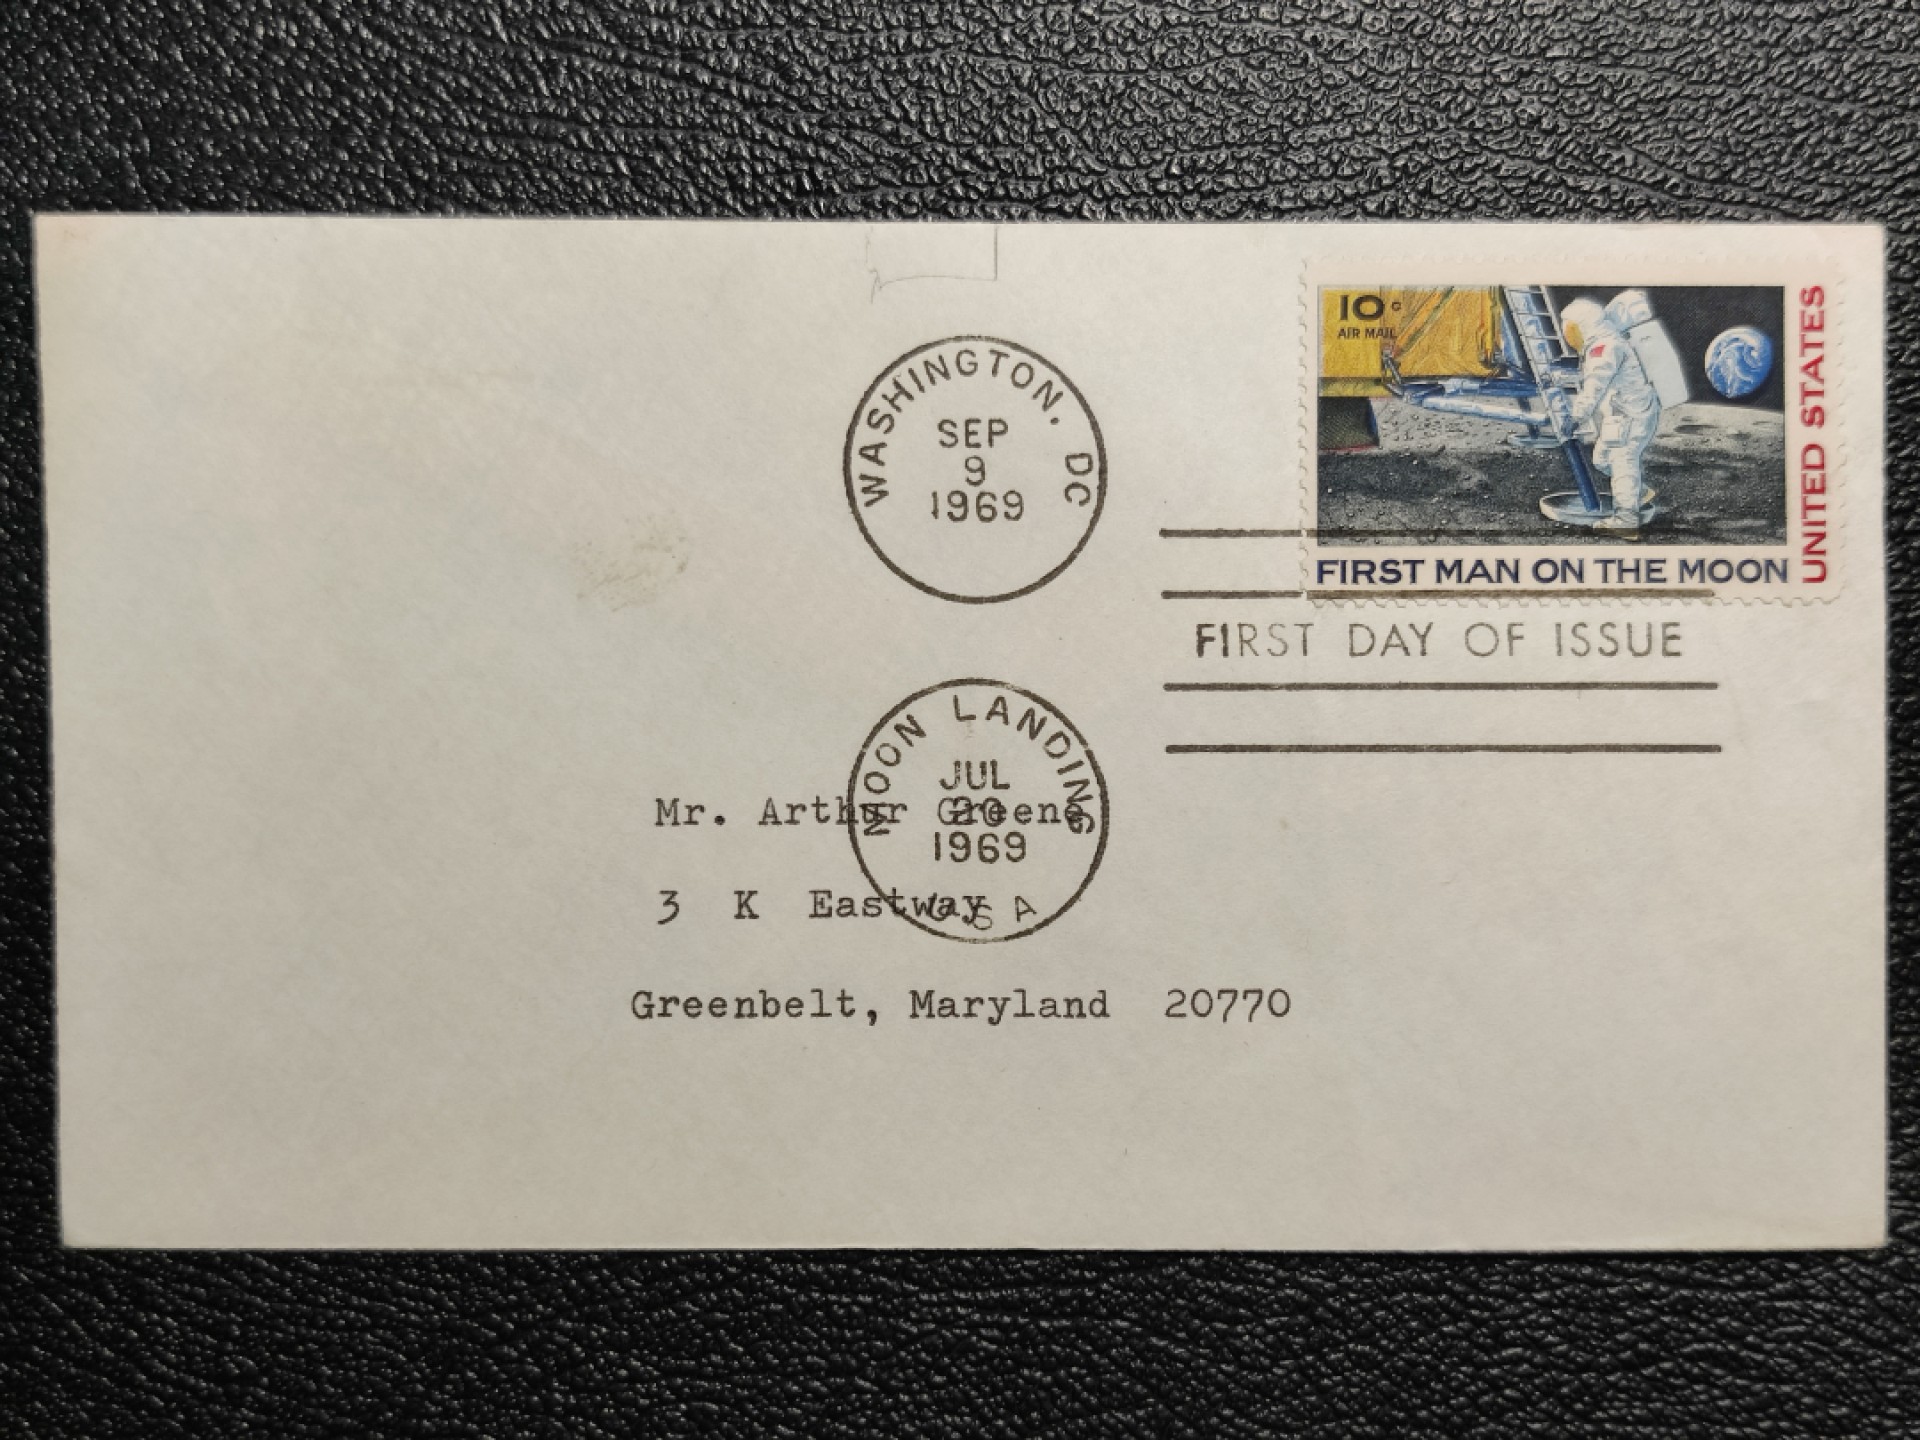 10c
AIR MAIL
FIRST MAN ON THE MOON
UNITED STATES
WASHINGTON, DC
SEP
9
1969
FIRST DAY OF ISSUE
MOON LANDING
JUL
20
1969
USA
Mr. Arthur Greene
3 K Eastway
Greenbelt, Maryland 20770